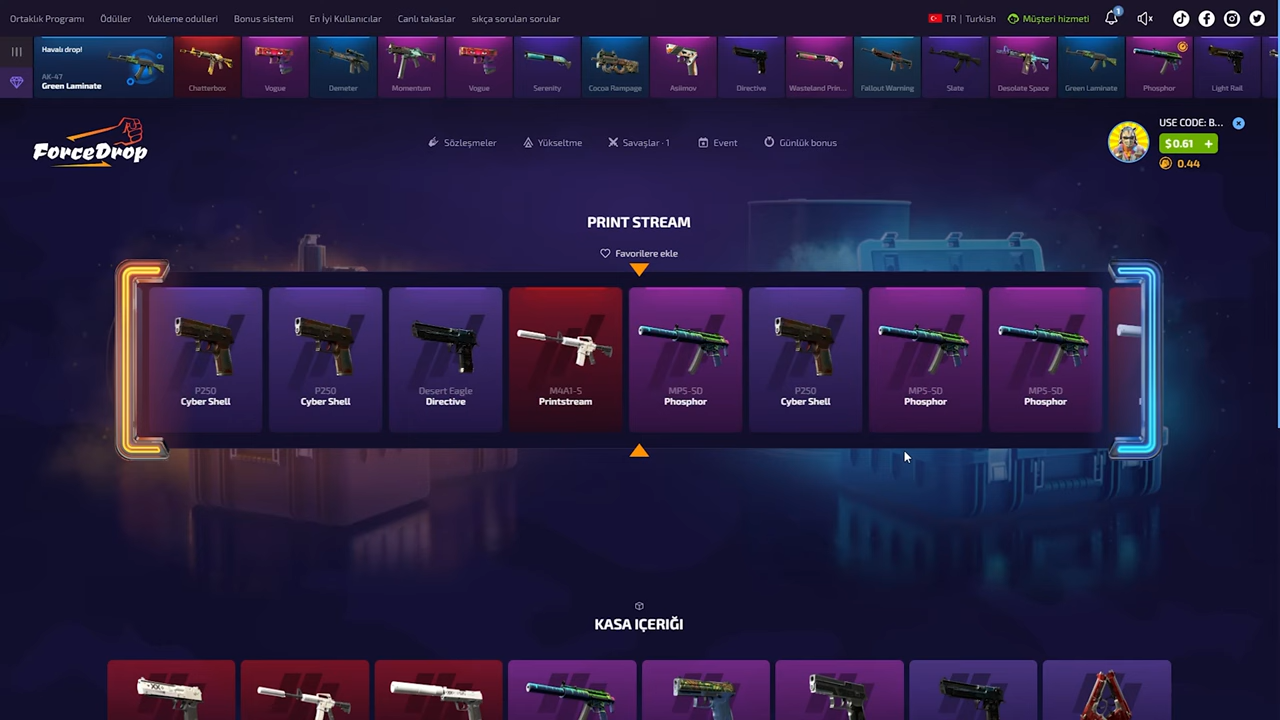 Ortaklık Programı Ödüller Yukleme odulleri Bonus sistemi En İyi Kullanıcılar Canlı takaslar sıkça sorulan sorular TR | Turkish Müşteri hizmeti 1
Havalı drop!
AK-47
Green Laminate Chatterbox Vogue Demeter Momentum Vogue Serenity Cocoa Rampage Asiimov Directive Wasteland Prin... Fallout Warning Slate Desolate Space Green Laminate Phosphor Light Rail
ForceDrop
Sözleşmeler Yükseltme Savaşlar · 1 Event Günlük bonus
USE CODE: B...
$0.61 +
0.44
PRINT STREAM
Favorilere ekle
P250 P250 Desert Eagle M4A1-S MP5-SD P250 MP5-SD MP5-SD
Cyber Shell Cyber Shell Directive Printstream Phosphor Cyber Shell Phosphor Phosphor
KASA IÇERIĞI